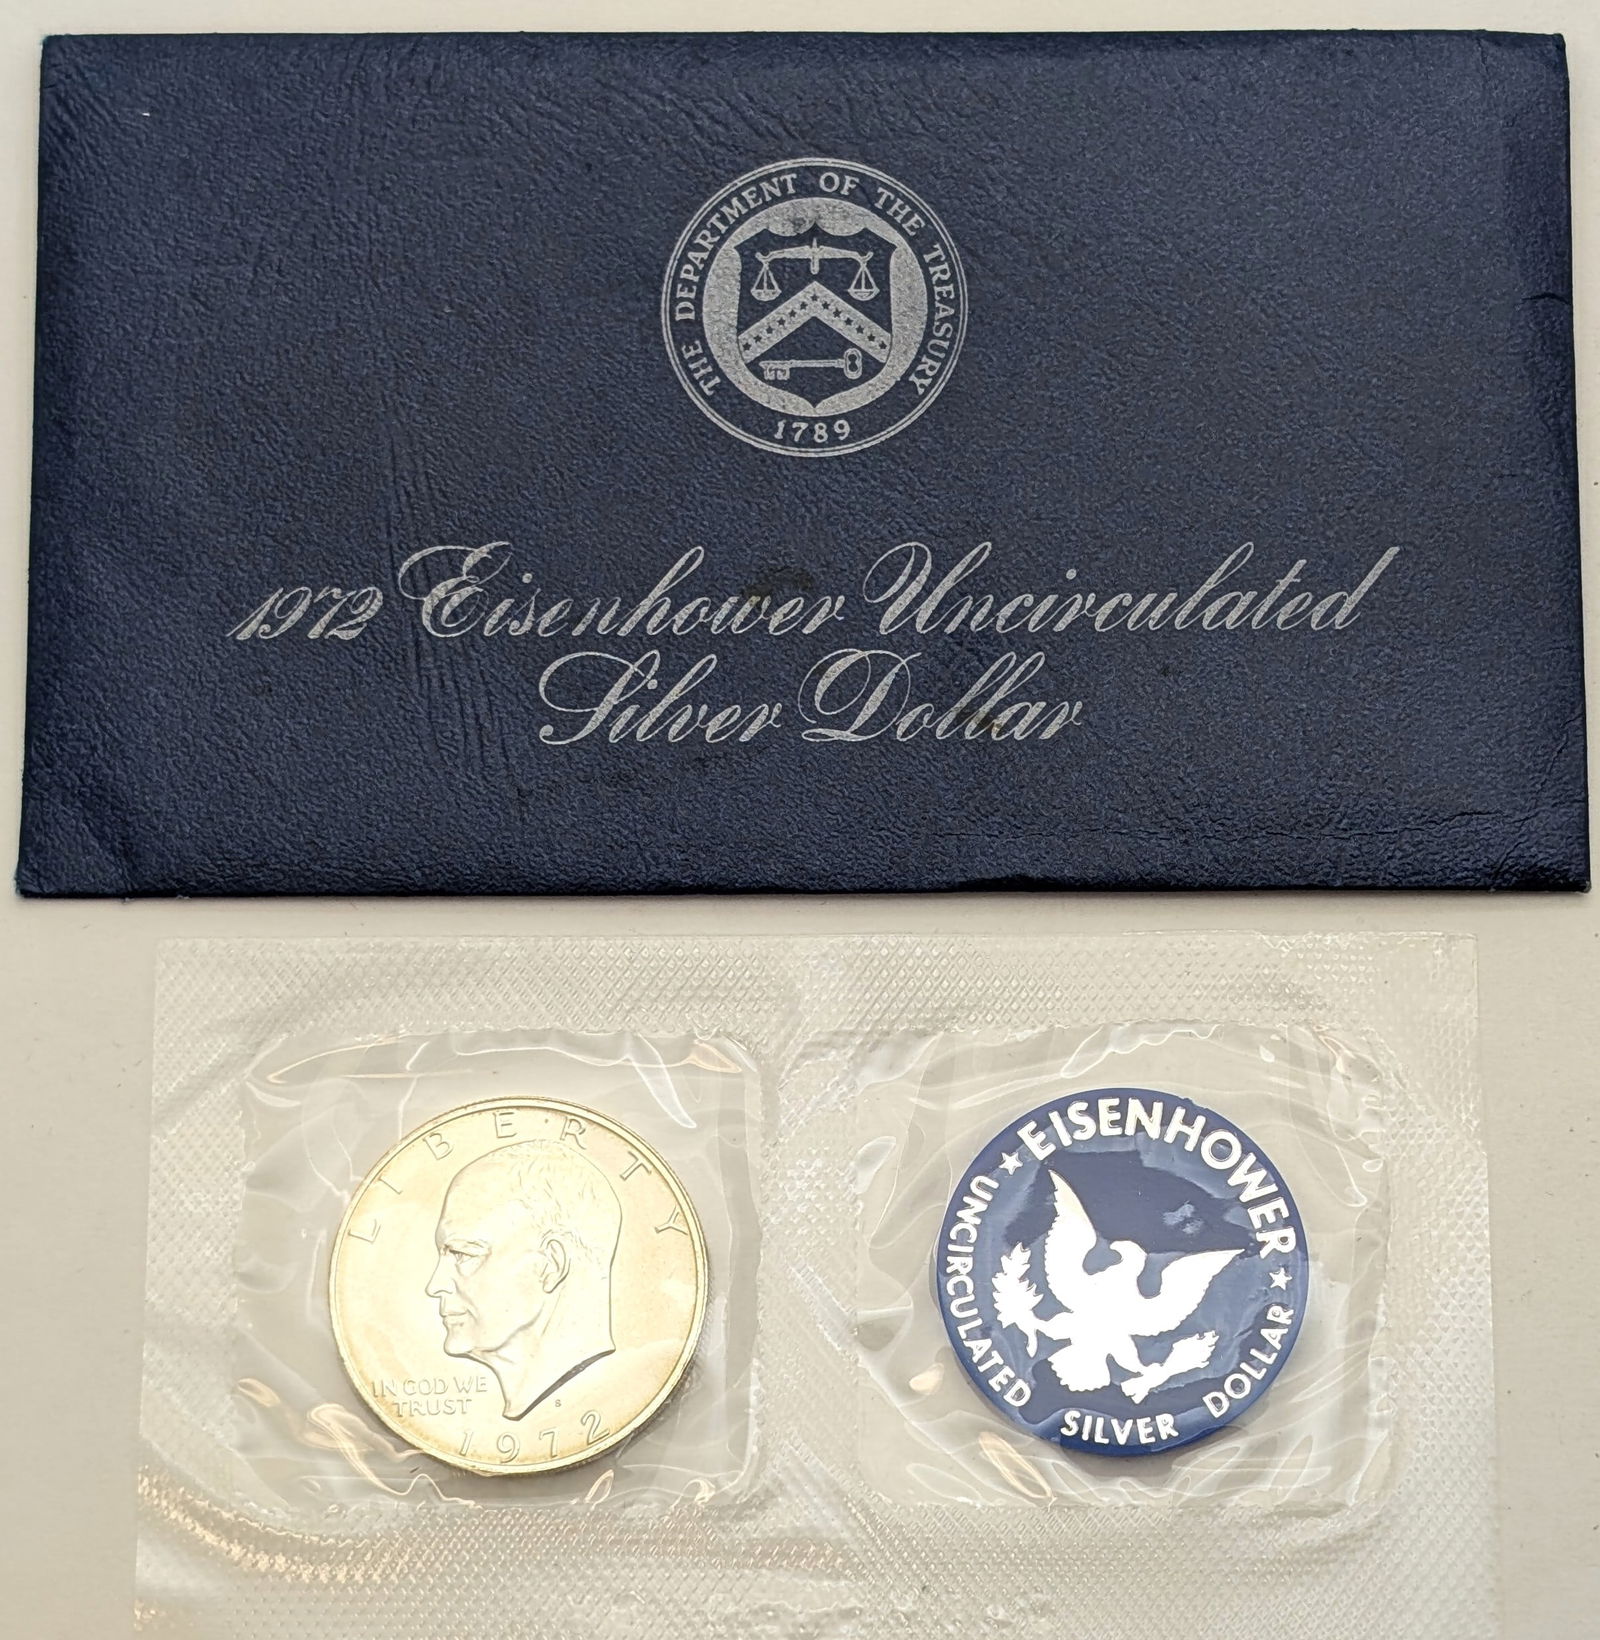 THE DEPARTMENT OF THE TREASURY
1789
1972 Eisenhower Uncirculated
Silver Dollar
LIBERTY
IN GOD WE
TRUST
S
1972
EISENHOWER
UNCIRCULATED SILVER DOLLAR